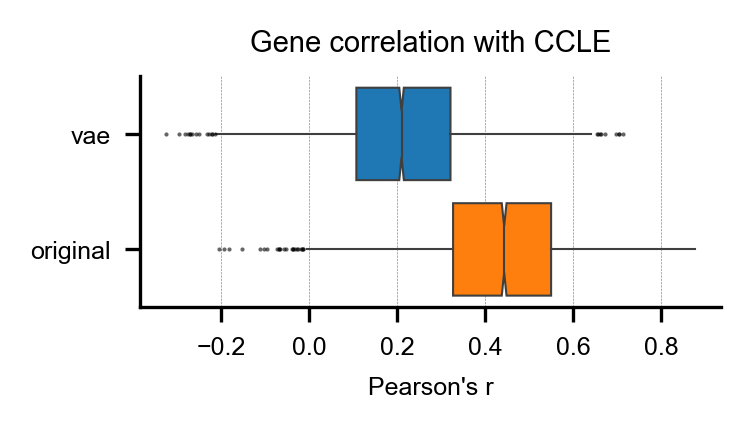 Gene correlation with CCLE
vae
original
−0.2 0.0 0.2 0.4 0.6 0.8
Pearson's r